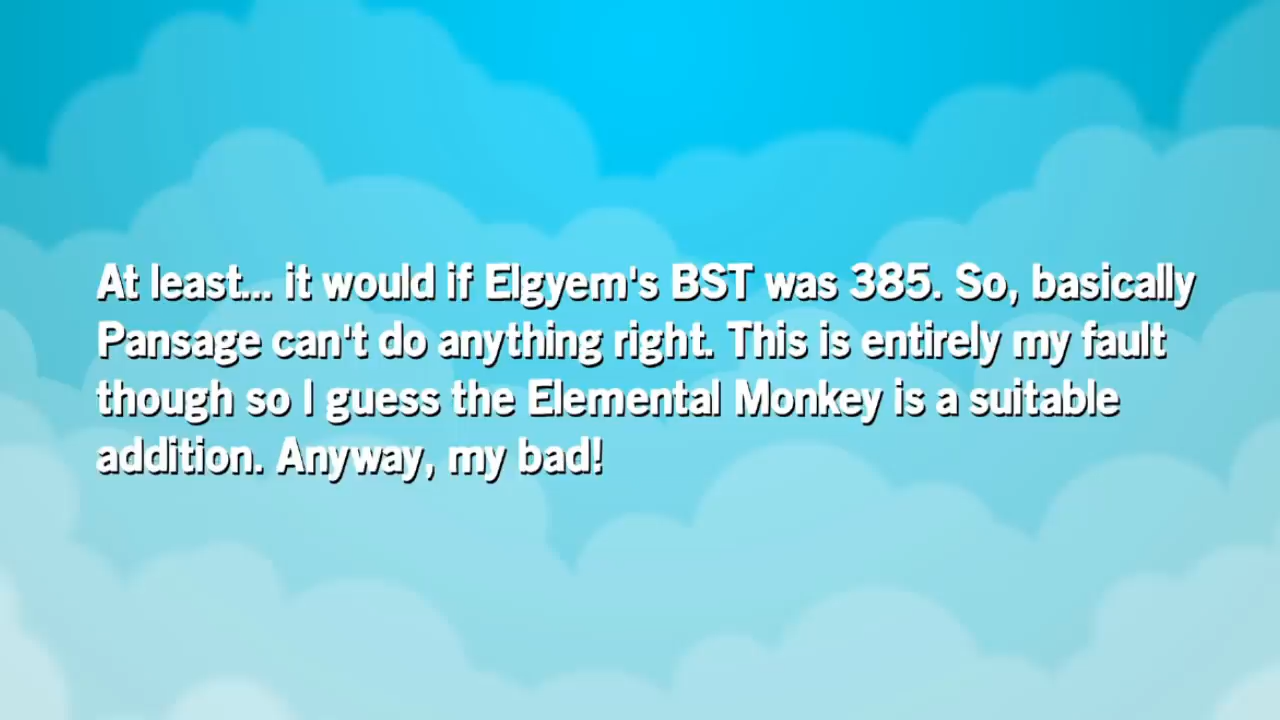 At least... it would if Elgyem's BST was 385. So, basically
Pansage can't do anything right. This is entirely my fault
though so I guess the Elemental Monkey is a suitable
addition. Anyway, my bad!